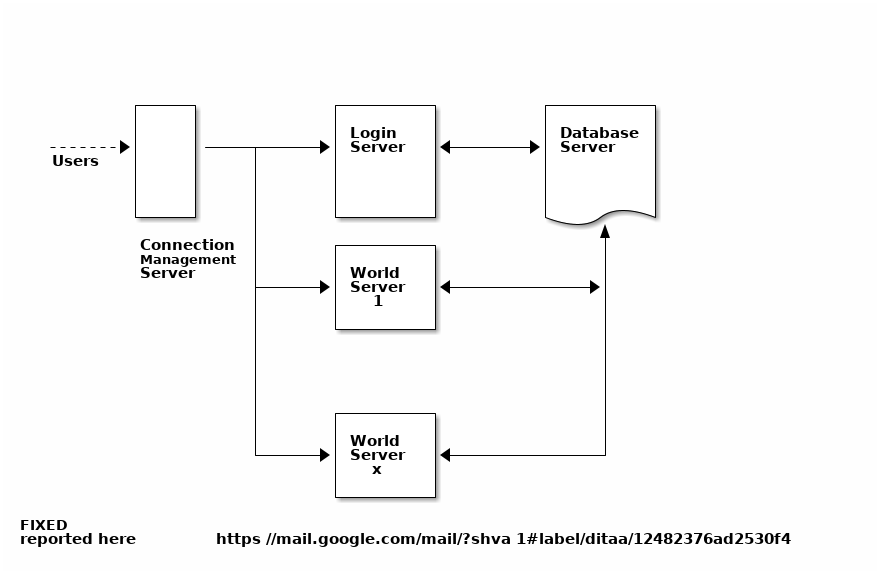 Users
Connection
Management
Server
Login
Server
Database
Server
World
Server
1
World
Server
x
FIXED
reported here https //mail.google.com/mail/?shva 1#label/ditaa/12482376ad2530f4